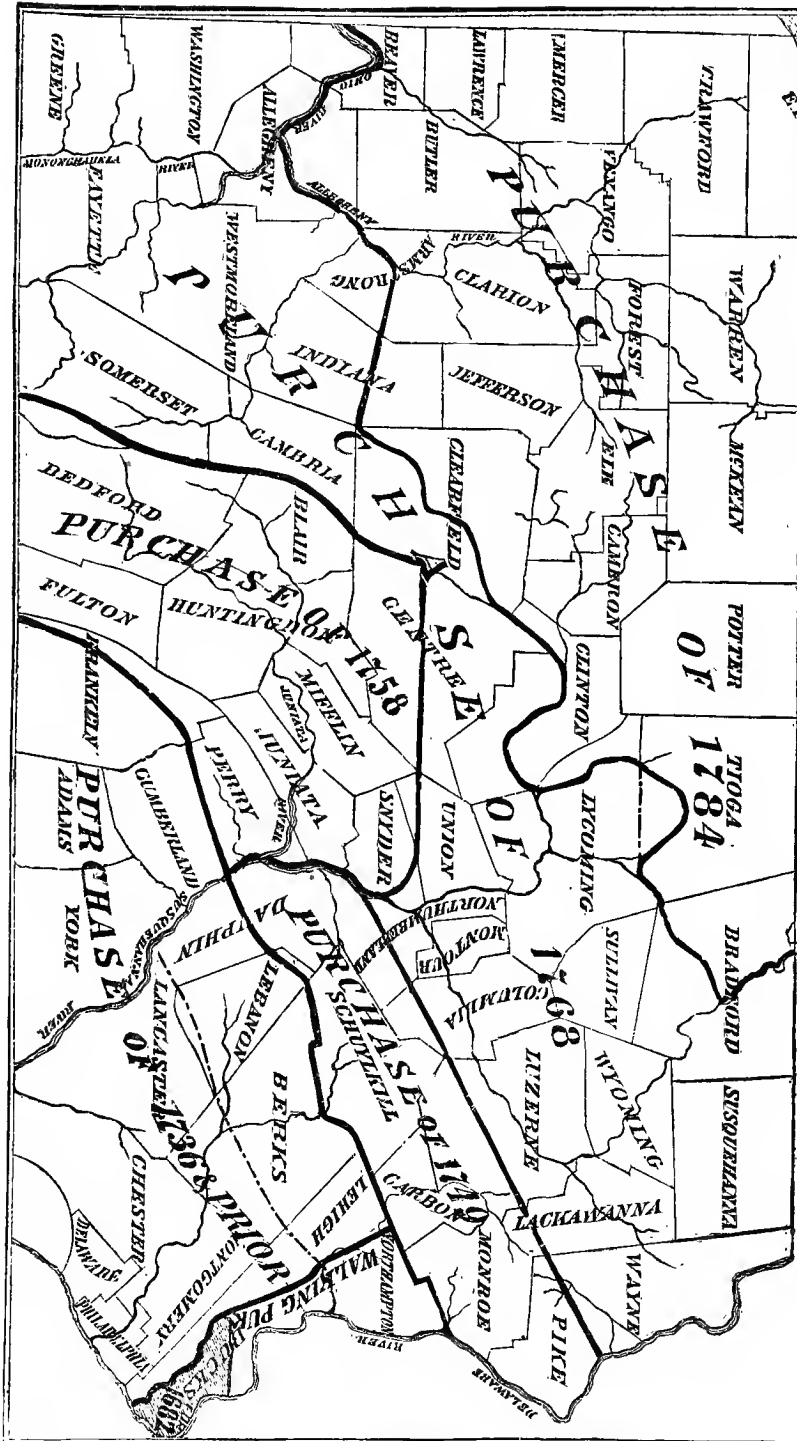 GREENE
WASHINGTON
ALLEGHENY
OHIO RIVER
BEAVER
LAWRENCE
MERCER
CRAWFORD
MONONGAHELA RIVER
FAYETTE
WESTMORELAND
ALLEGHENY RIVER
BUTLER
VENANGO
ARMSTRONG
CLARION
FOREST
WARREN
SOMERSET
INDIANA
JEFFERSON
ELK
McKEAN
CAMBRIA
CLEARFIELD
CAMERON
POTTER
BEDFORD
BLAIR
CENTRE
CLINTON
TIOGA
FULTON
HUNTINGDON
MIFFLIN
JUNIATA RIVER
JUNIATA
FRANKLIN
PERRY
SNYDER
UNION
LYCOMING
ADAMS
CUMBERLAND
NORTHUMBERLAND
MONTOUR
SULLIVAN
BRADFORD
YORK
SUSQUEHANNA
RIVER
DAUPHIN
COLUMBIA
LEBANON
SCHUYLKILL
LUZERNE
WYOMING
SUSQUEHANNA
LANCASTER
BERKS
CARBON
LACKAWANNA
CHESTER
LEHIGH
MONROE
WAYNE
DELAWARE
MONTGOMERY
NORTHAMPTON
PIKE
PHILADELPHIA
BUCKS
DELAWARE RIVER
PURCHASE OF 1784
PURCHASE OF 1768
PURCHASE OF 1758
PURCHASE OF 1749
PURCHASE OF 1736 & PRIOR
WALKING PUR
1682